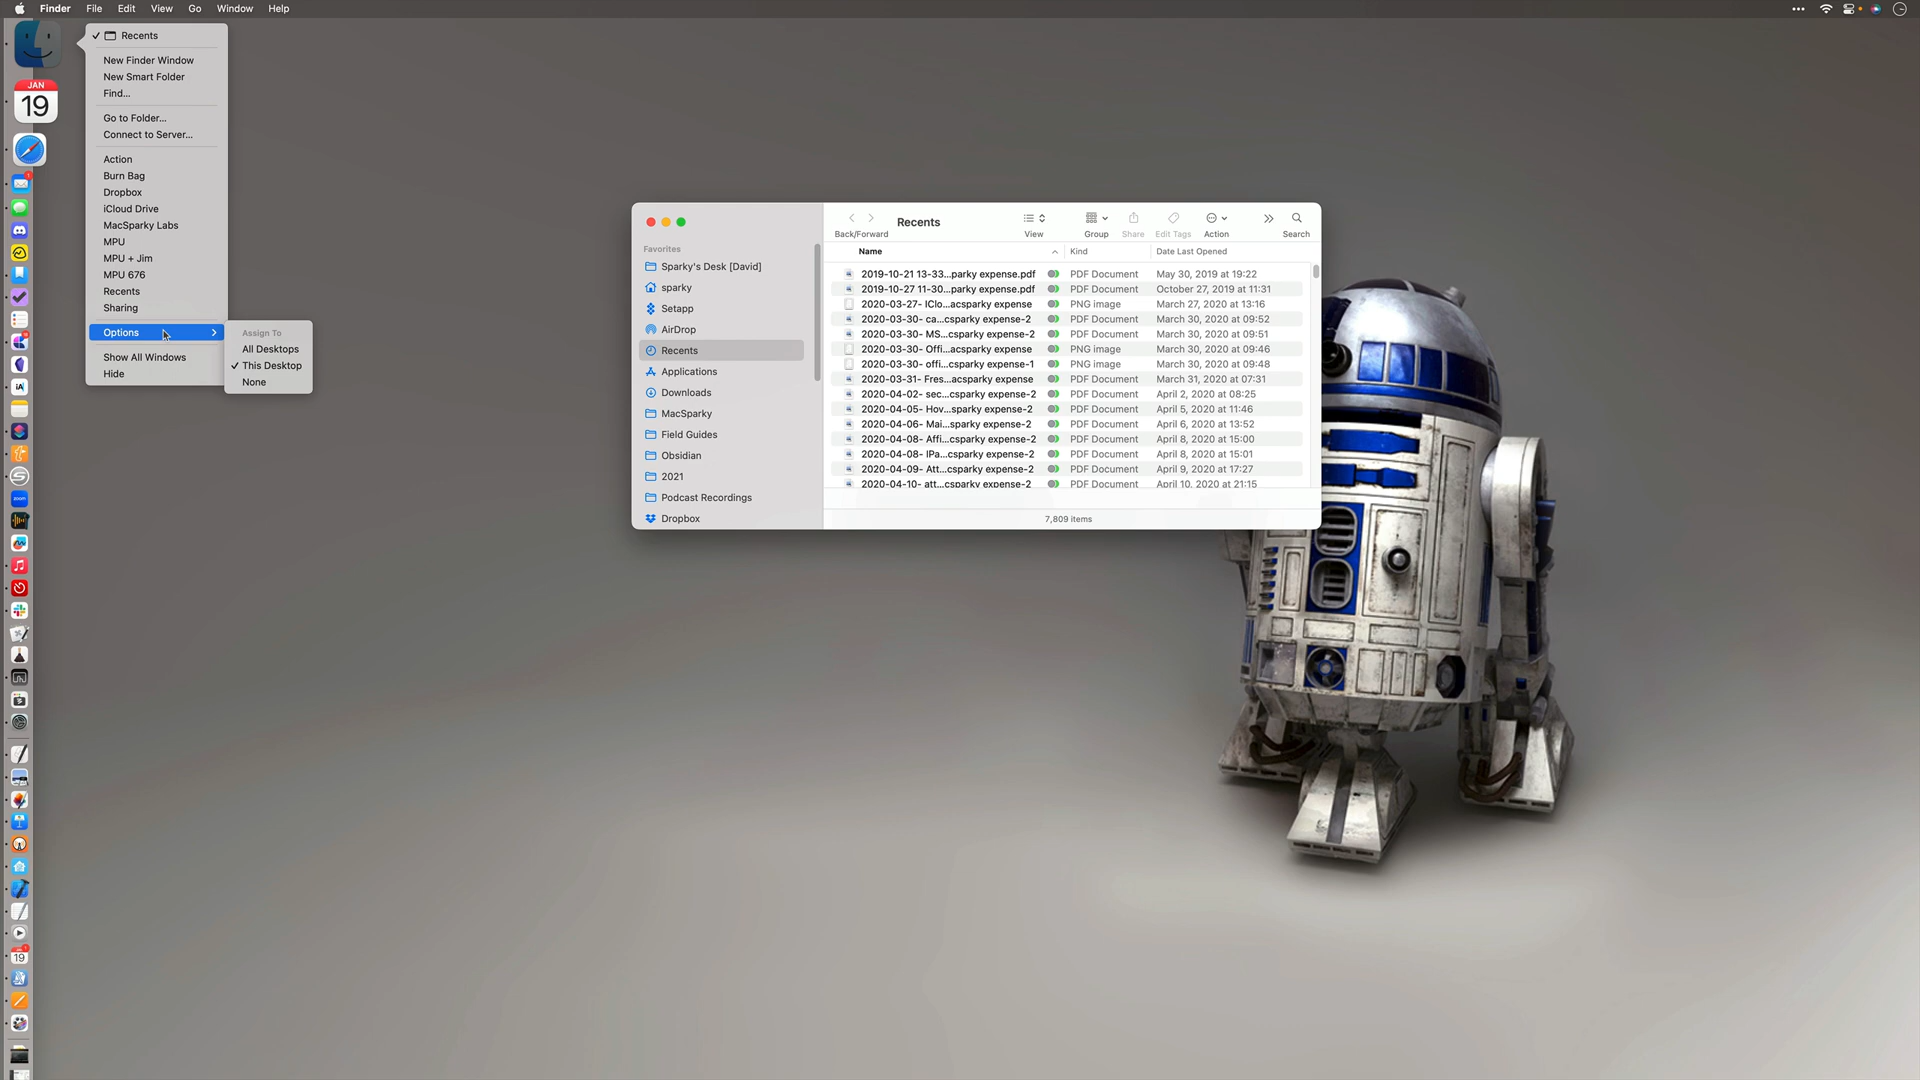 Finder File Edit View Go Window Help
Recents
New Finder Window
New Smart Folder
Find...
Go to Folder...
Connect to Server...
Action
Burn Bag
Dropbox
iCloud Drive
MacSparky Labs
MPU
MPU + Jim
MPU 676
Recents
Sharing
Options
Show All Windows
Hide
Assign To
All Desktops
This Desktop
None
JAN
19
zoom
iA
19
Favorites
Sparky's Desk [David]
sparky
Setapp
AirDrop
Recents
Applications
Downloads
MacSparky
Field Guides
Obsidian
2021
Podcast Recordings
Dropbox
Back/Forward
Recents
View
Group
Share
Edit Tags
Action
Search
Name Kind Date Last Opened
2019-10-21 13-33...parky expense.pdf PDF Document May 30, 2019 at 19:22
2019-10-27 11-30...parky expense.pdf PDF Document October 27, 2019 at 11:31
2020-03-27- IClo...acsparky expense PNG image March 27, 2020 at 13:16
2020-03-30- ca...csparky expense-2 PDF Document March 30, 2020 at 09:52
2020-03-30- MS...csparky expense-2 PDF Document March 30, 2020 at 09:51
2020-03-30- Offi...acsparky expense PNG image March 30, 2020 at 09:46
2020-03-30- offi...csparky expense-1 PNG image March 30, 2020 at 09:48
2020-03-31- Fres...acsparky expense PDF Document March 31, 2020 at 07:31
2020-04-02- sec...csparky expense-2 PDF Document April 2, 2020 at 08:25
2020-04-05- Hov...sparky expense-2 PDF Document April 5, 2020 at 11:46
2020-04-06- Mai...sparky expense-2 PDF Document April 6, 2020 at 13:52
2020-04-08- Affi...csparky expense-2 PDF Document April 8, 2020 at 15:00
2020-04-08- IPa...csparky expense-2 PDF Document April 8, 2020 at 15:01
2020-04-09- Att...csparky expense-2 PDF Document April 9, 2020 at 17:27
2020-04-10- att...csparky expense-2 PDF Document April 10, 2020 at 21:15
7,809 items